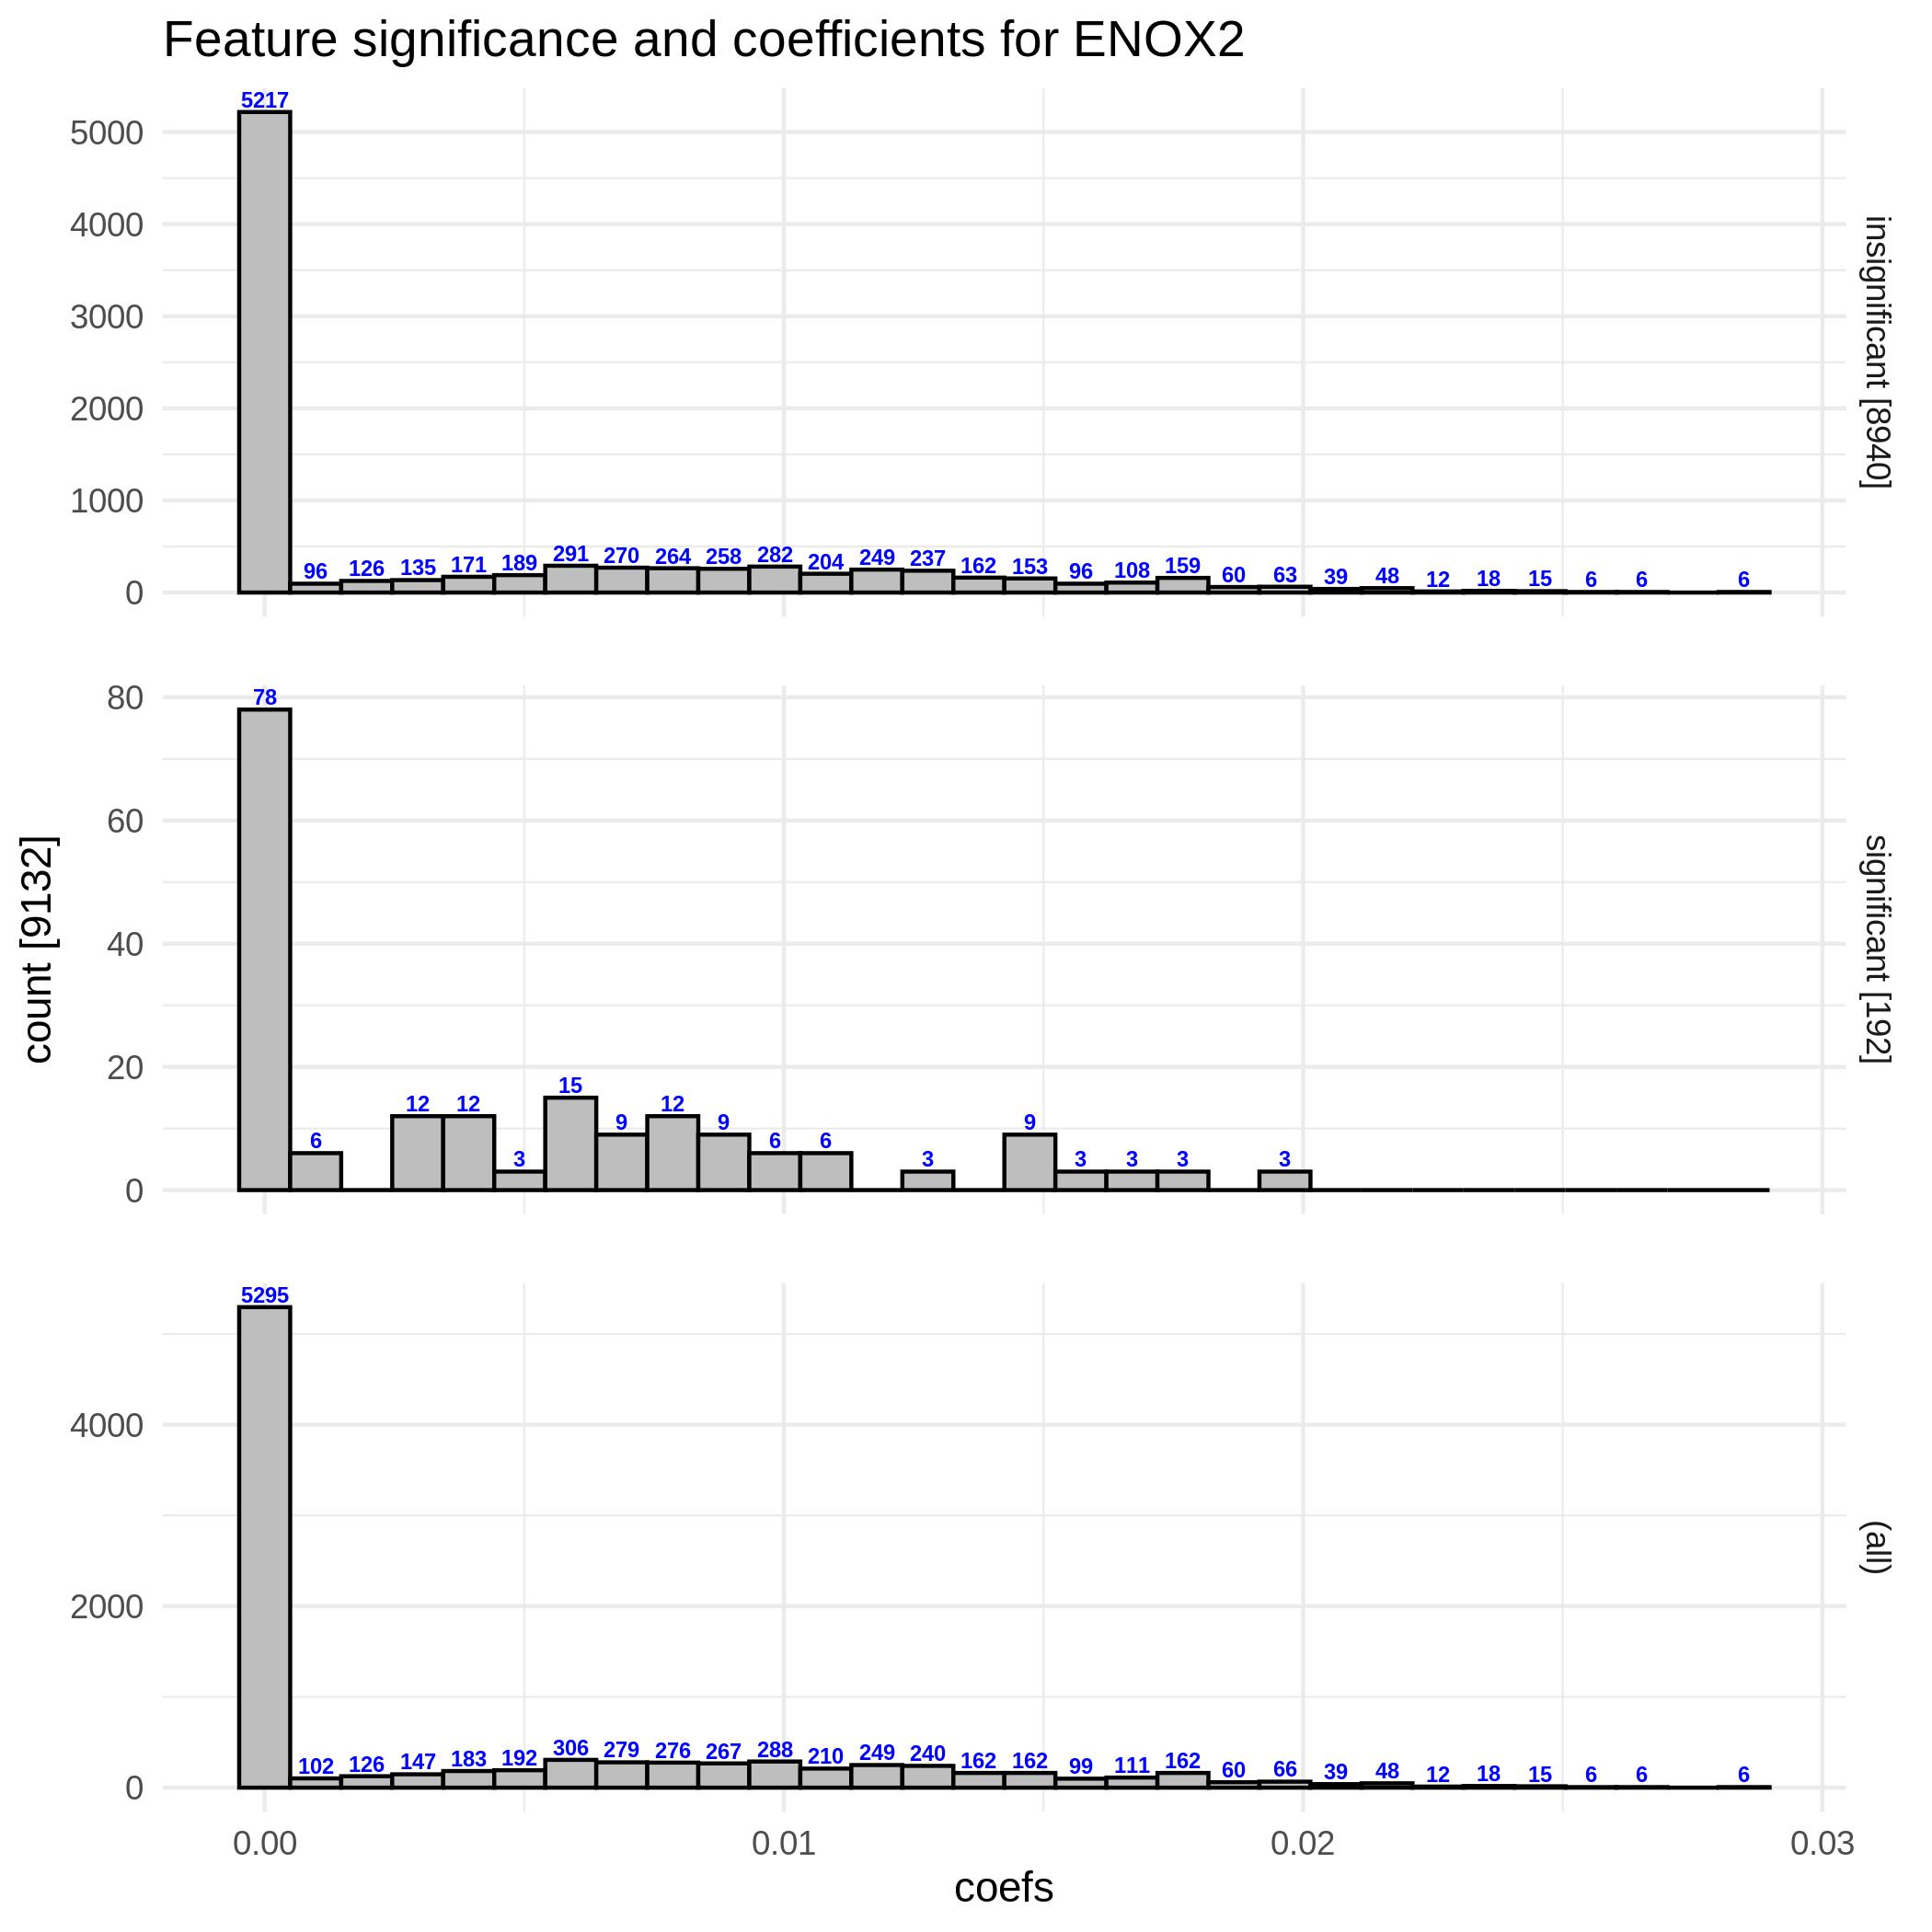 Feature significance and coefficients for ENOX2
5217
5000
4000
3000
2000
1000
0
96 126 135 171 189 291 270 264 258 282 204 249 237 162 153 96 108 159 60 63 39 48 12 18 15 6 6 6
insignificant [8940]
count [9132]
80
60
40
20
0
78
6 12 12 3 15 9 12 9 6 6 3 9 3 3 3 3
significant [192]
5295
4000
2000
0
102 126 147 183 192 306 279 276 267 288 210 249 240 162 162 99 111 162 60 66 39 48 12 18 15 6 6 6
(all)
0.00 0.01 0.02 0.03
coefs